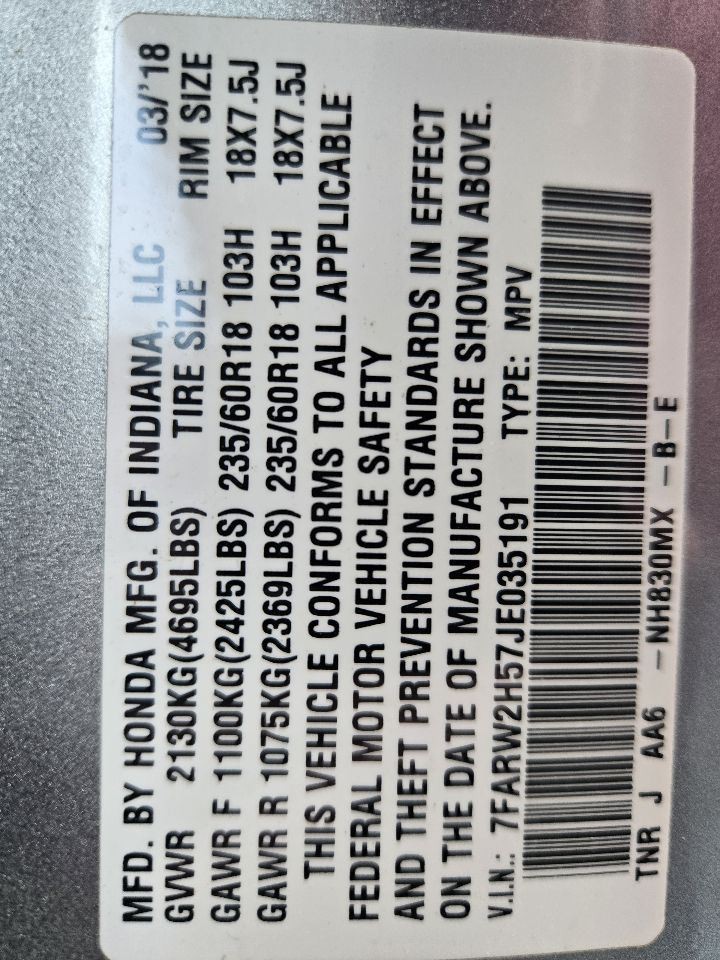 MFD. BY HONDA MFG. OF INDIANA, LLC 03/'18
GVWR 2130KG(4695LBS) TIRE SIZE RIM SIZE
GAWR F 1100KG(2425LBS) 235/60R18 103H 18X7.5J
GAWR R 1075KG(2369LBS) 235/60R18 103H 18X7.5J
THIS VEHICLE CONFORMS TO ALL APPLICABLE
FEDERAL MOTOR VEHICLE SAFETY
AND THEFT PREVENTION STANDARDS IN EFFECT
ON THE DATE OF MANUFACTURE SHOWN ABOVE.
V.I.N.: 7FARW2H57JE035191 TYPE: MPV
TNR J AA6 -NH830MX -B-E